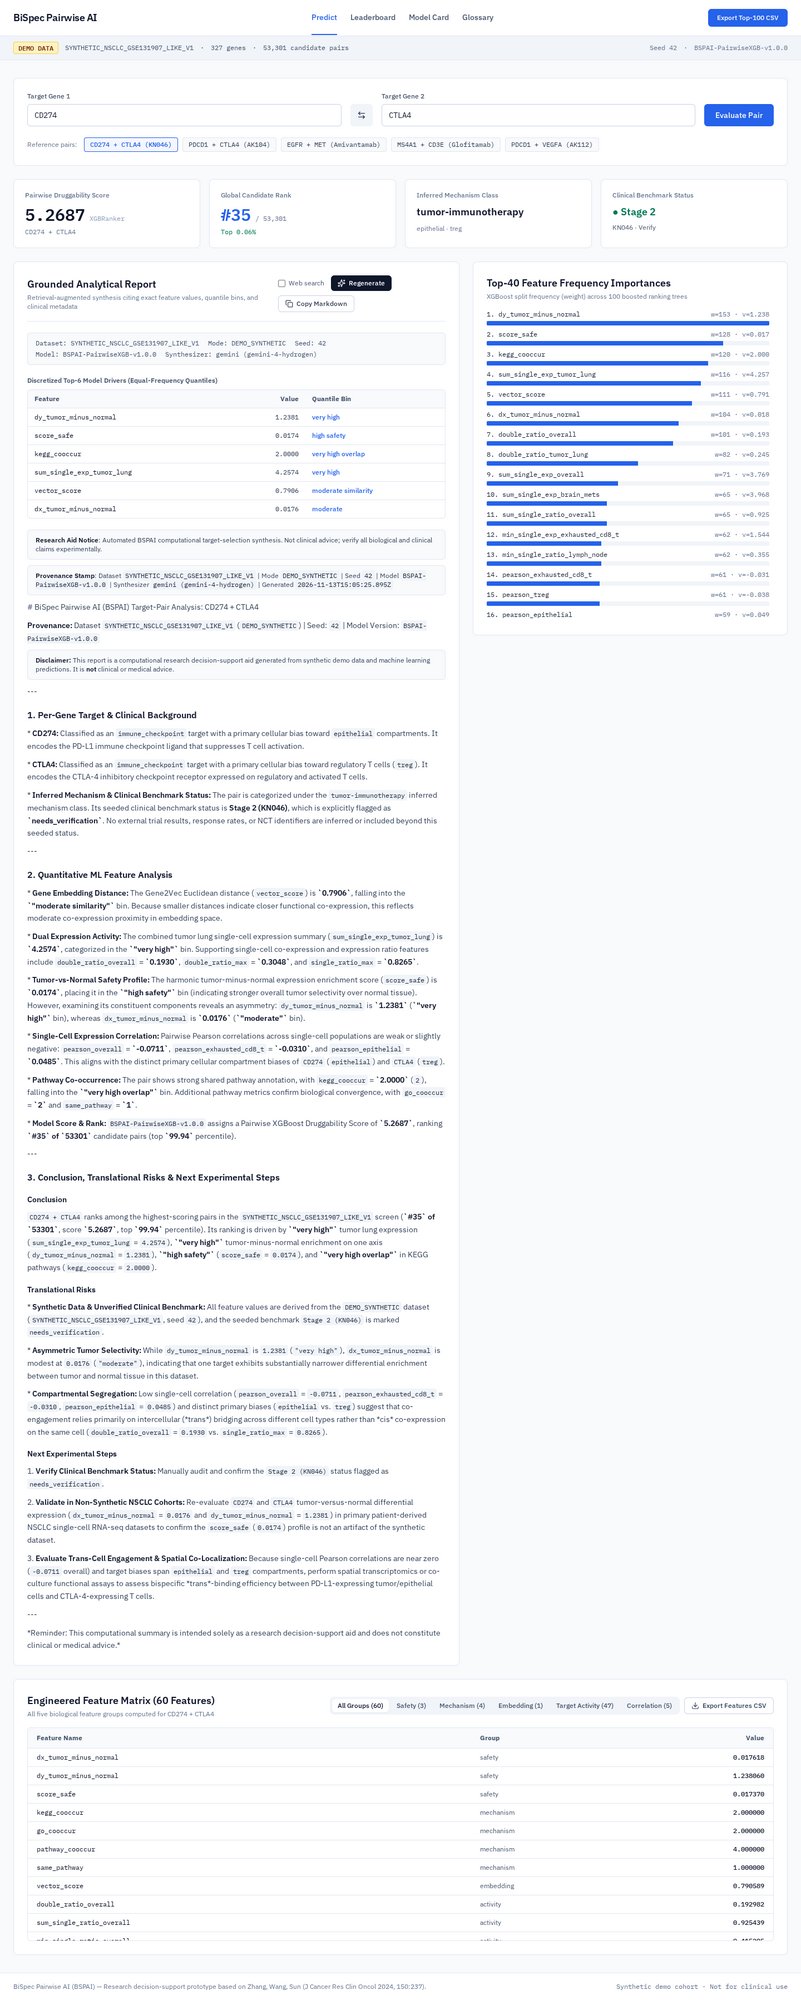 BiSpec Pairwise AI
Predict
Leaderboard
Model Card
Glossary
Export Top-100 CSV
DEMO DATA SYNTHETIC_NSCLC_GSE131907_LIKE_V1 · 327 genes · 53,301 candidate pairs
Seed 42 · BSPAI-PairwiseXGB-v1.0.0
Target Gene 1
CD274
Target Gene 2
CTLA4
Evaluate Pair
Reference pairs:
CD274 + CTLA4 (KN046)
PDCD1 + CTLA4 (AK104)
EGFR + MET (Amivantamab)
MS4A1 + CD3E (Glofitamab)
PDCD1 + VEGFA (AK112)
Pairwise Druggability Score
5.2687 XGBRanker
CD274 + CTLA4
Global Candidate Rank
#35 / 53,301
Top 0.06%
Inferred Mechanism Class
tumor-immunotherapy
epithelial · treg
Clinical Benchmark Status
● Stage 2
KN046 · Verify
Grounded Analytical Report
Retrieval-augmented synthesis citing exact feature values, quantile bins, and
clinical metadata
Web search
Regenerate
Copy Markdown
Dataset: SYNTHETIC_NSCLC_GSE131907_LIKE_V1 Mode: DEMO_SYNTHETIC Seed: 42
Model: BSPAI-PairwiseXGB-v1.0.0 Synthesizer: gemini (gemini-4-hydrogen)
Discretized Top-6 Model Drivers (Equal-Frequency Quantiles)
Feature Value Quantile Bin
dy_tumor_minus_normal 1.2381 very high
score_safe 0.0174 high safety
kegg_cooccur 2.0000 very high overlap
sum_single_exp_tumor_lung 4.2574 very high
vector_score 0.7906 moderate similarity
dx_tumor_minus_normal 0.0176 moderate
Research Aid Notice: Automated BSPAI computational target-selection synthesis. Not clinical advice; verify all biological and clinical
claims experimentally.
Provenance Stamp: Dataset SYNTHETIC_NSCLC_GSE131907_LIKE_V1 | Mode DEMO_SYNTHETIC | Seed 42 | Model BSPAI-
PairwiseXGB-v1.0.0 | Synthesizer gemini (gemini-4-hydrogen) | Generated 2026-11-13T15:05:25.895Z
# BiSpec Pairwise AI (BSPAI) Target-Pair Analysis: CD274 + CTLA4
Provenance: Dataset SYNTHETIC_NSCLC_GSE131907_LIKE_V1 (DEMO_SYNTHETIC) | Seed: 42 | Model Version: BSPAI-
PairwiseXGB-v1.0.0
Disclaimer: This report is a computational research decision-support aid generated from synthetic demo data and machine learning
predictions. It is not clinical or medical advice.
---
1. Per-Gene Target & Clinical Background
* CD274: Classified as an immune_checkpoint target with a primary cellular bias toward epithelial compartments. It
encodes the PD-L1 immune checkpoint ligand that suppresses T cell activation.
* CTLA4: Classified as an immune_checkpoint target with a primary cellular bias toward regulatory T cells (treg). It
encodes the CTLA-4 inhibitory checkpoint receptor expressed on regulatory and activated T cells.
* Inferred Mechanism & Clinical Benchmark Status: The pair is categorized under the tumor-immunotherapy inferred
mechanism class. Its seeded clinical benchmark status is Stage 2 (KN046), which is explicitly flagged as
`needs_verification`. No external trial results, response rates, or NCT identifiers are inferred or included beyond this
seeded status.
---
2. Quantitative ML Feature Analysis
* Gene Embedding Distance: The Gene2Vec Euclidean distance (vector_score) is `0.7906`, falling into the
`"moderate similarity"` bin. Because smaller distances indicate closer functional co-expression, this reflects
moderate co-expression proximity in embedding space.
* Dual Expression Activity: The combined tumor lung single-cell expression summary (sum_single_exp_tumor_lung) is
`4.2574`, categorized in the `"very high"` bin. Supporting single-cell co-expression and expression ratio features
include double_ratio_overall = `0.1930`, double_ratio_max = `0.3048`, and single_ratio_max = `0.8265`.
* Tumor-vs-Normal Safety Profile: The harmonic tumor-minus-normal expression enrichment score (score_safe) is
`0.0174`, placing it in the `"high safety"` bin (indicating stronger overall tumor selectivity over normal tissue).
However, examining its constituent components reveals an asymmetry: dy_tumor_minus_normal is `1.2381` (`"very
high"` bin), whereas dx_tumor_minus_normal is `0.0176` (`"moderate"` bin).
* Single-Cell Expression Correlation: Pairwise Pearson correlations across single-cell populations are weak or slightly
negative: pearson_overall = `-0.0711`, pearson_exhausted_cd8_t = `-0.0310`, and pearson_epithelial =
`0.0485`. This aligns with the distinct primary cellular compartment biases of CD274 (epithelial) and CTLA4 (treg).
* Pathway Co-occurrence: The pair shows strong shared pathway annotation, with kegg_cooccur = `2.0000` (2),
falling into the `"very high overlap"` bin. Additional pathway metrics confirm biological convergence, with go_cooccur
= `2` and same_pathway = `1`.
* Model Score & Rank: BSPAI-PairwiseXGB-v1.0.0 assigns a Pairwise XGBoost Druggability Score of `5.2687`, ranking
`#35` of `53301` candidate pairs (top `99.94` percentile).
---
3. Conclusion, Translational Risks & Next Experimental Steps
Conclusion
CD274 + CTLA4 ranks among the highest-scoring pairs in the SYNTHETIC_NSCLC_GSE131907_LIKE_V1 screen (`#35` of
`53301`, score `5.2687`, top `99.94` percentile). Its ranking is driven by `"very high"` tumor lung expression
(sum_single_exp_tumor_lung = 4.2574), `"very high"` tumor-minus-normal enrichment on one axis
(dy_tumor_minus_normal = 1.2381), `"high safety"` (score_safe = 0.0174), and `"very high overlap"` in KEGG
pathways (kegg_cooccur = 2.0000).
Translational Risks
* Synthetic Data & Unverified Clinical Benchmark: All feature values are derived from the DEMO_SYNTHETIC dataset
(SYNTHETIC_NSCLC_GSE131907_LIKE_V1, seed 42), and the seeded benchmark Stage 2 (KN046) is marked
needs_verification.
* Asymmetric Tumor Selectivity: While dy_tumor_minus_normal is 1.2381 ("very high"), dx_tumor_minus_normal is
modest at 0.0176 ("moderate"), indicating that one target exhibits substantially narrower differential enrichment
between tumor and normal tissue in this dataset.
* Compartmental Segregation: Low single-cell correlation (pearson_overall = -0.0711, pearson_exhausted_cd8_t =
-0.0310, pearson_epithelial = 0.0485) and distinct primary biases (epithelial vs. treg) suggest that co-
engagement relies primarily on intercellular (*trans*) bridging across different cell types rather than *cis* co-expression
on the same cell (double_ratio_overall = 0.1930 vs. single_ratio_max = 0.8265).
Next Experimental Steps
1. Verify Clinical Benchmark Status: Manually audit and confirm the Stage 2 (KN046) status flagged as
needs_verification.
2. Validate in Non-Synthetic NSCLC Cohorts: Re-evaluate CD274 and CTLA4 tumor-versus-normal differential
expression (dx_tumor_minus_normal = 0.0176 and dy_tumor_minus_normal = 1.2381) in primary patient-derived
NSCLC single-cell RNA-seq datasets to confirm the score_safe (0.0174) profile is not an artifact of the synthetic
dataset.
3. Evaluate Trans-Cell Engagement & Spatial Co-Localization: Because single-cell Pearson correlations are near zero
(-0.0711 overall) and target biases span epithelial and treg compartments, perform spatial transcriptomics or co-
culture functional assays to assess bispecific *trans*-binding efficiency between PD-L1-expressing tumor/epithelial
cells and CTLA-4-expressing T cells.
---
*Reminder: This computational summary is intended solely as a research decision-support aid and does not constitute
clinical or medical advice.*
Top-40 Feature Frequency Importances
XGBoost split frequency (weight) across 100 boosted ranking trees
1. dy_tumor_minus_normal w=153 · v=1.238
2. score_safe w=128 · v=0.017
3. kegg_cooccur w=120 · v=2.000
4. sum_single_exp_tumor_lung w=116 · v=4.257
5. vector_score w=111 · v=0.791
6. dx_tumor_minus_normal w=104 · v=0.018
7. double_ratio_overall w=101 · v=0.193
8. double_ratio_tumor_lung w=82 · v=0.245
9. sum_single_exp_overall w=71 · v=3.769
10. sum_single_exp_brain_mets w=65 · v=3.968
11. sum_single_ratio_overall w=65 · v=0.925
12. min_single_exp_exhausted_cd8_t w=62 · v=1.544
13. min_single_ratio_lymph_node w=62 · v=0.355
14. pearson_exhausted_cd8_t w=61 · v=-0.031
15. pearson_treg w=61 · v=-0.038
16. pearson_epithelial w=59 · v=0.049
Engineered Feature Matrix (60 Features)
All five biological feature groups computed for CD274 + CTLA4
All Groups (60)
Safety (3)
Mechanism (4)
Embedding (1)
Target Activity (47)
Correlation (5)
Export Features CSV
Feature Name Group Value
dx_tumor_minus_normal safety 0.017618
dy_tumor_minus_normal safety 1.238060
score_safe safety 0.017370
kegg_cooccur mechanism 2.000000
go_cooccur mechanism 2.000000
pathway_cooccur mechanism 4.000000
same_pathway mechanism 1.000000
vector_score embedding 0.790589
double_ratio_overall activity 0.192982
sum_single_ratio_overall activity 0.925439
BiSpec Pairwise AI (BSPAI) — Research decision-support prototype based on Zhang, Wang, Sun (J Cancer Res Clin Oncol 2024, 150:237).
Synthetic demo cohort · Not for clinical use